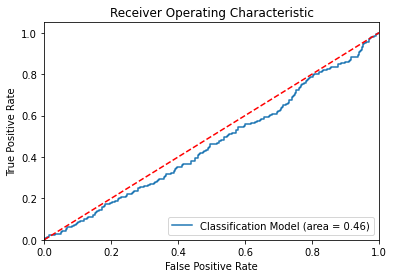 Receiver Operating Characteristic
True Positive Rate
1.0
0.8
0.6
0.4
0.2
0.0
Classification Model (area = 0.46)
0.0 0.2 0.4 0.6 0.8 1.0
False Positive Rate